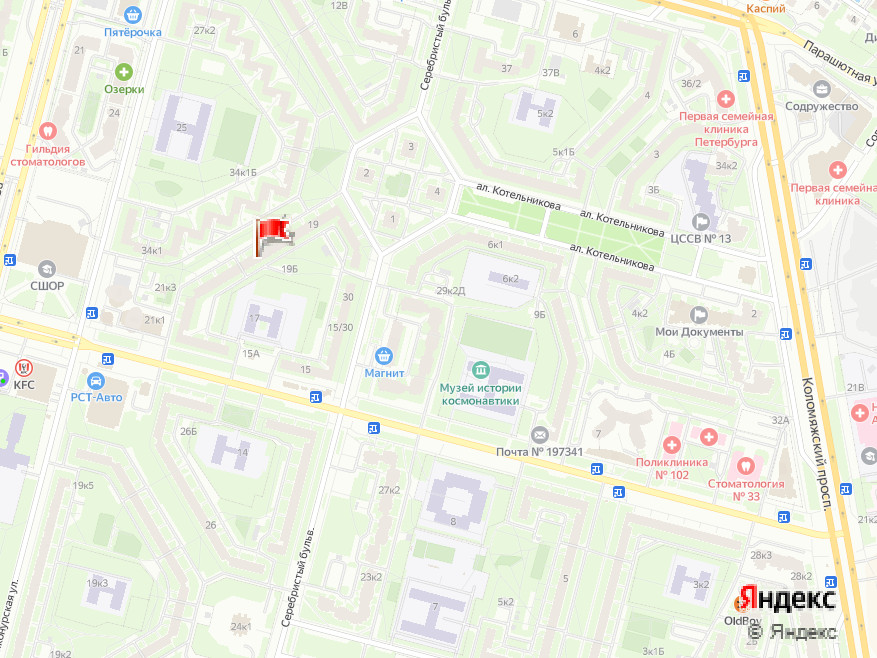 12В
Каспий
Пятёрочка
27к2
6
Серебристый бульв.
21
37
37В
4к2
Парашютная у
Озерки
36/2
Содружество
24
4
5к2
Первая семейная
клиника
Петербурга
25
Гильдия
стоматологов
3
5к1Б
3
34
34к1Б
2
4
ал. Котельникова
3Б
Первая семейная
клиника
ал. Котельникова
1
19
ЦССВ № 13
6к1
ал. Котельникова
34к1
19Б
6к2
СШОР
21к3
29к2Д
30
9Б
4к2
17
21к1
15/30
Мои Документы
15А
4Б
15
Магнит
KFC
РСТ-Авто
Музей истории
космонавтики
21В
Коломяжский просп.
32А
26Б
7
14
Почта № 197341
Поликлиника
№ 102
Стоматология
№ 33
19к5
27к2
26
8
21к2
28к3
Серебристый бульв.
23к2
5
28к2
19к3
3к2
5к2
7
Яндекс
OldBoy
24к1
© Яндекс
19к2
3к1Б